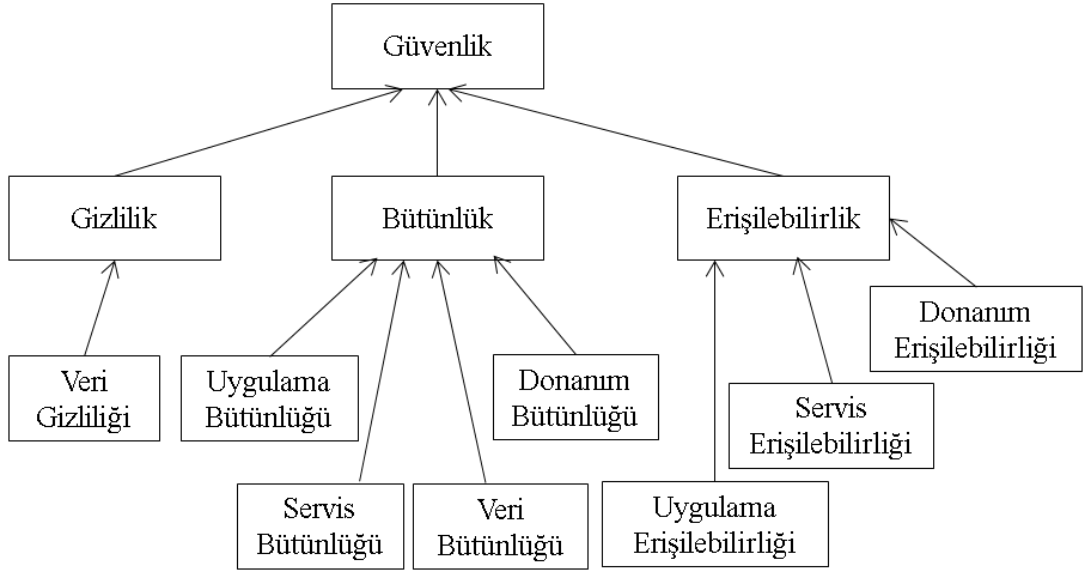 Güvenlik
Gizlilik
Bütünlük
Erişilebilirlik
Veri
Gizliliği
Uygulama
Bütünlüğü
Servis
Bütünlüğü
Veri
Bütünlüğü
Donanım
Bütünlüğü
Uygulama
Erişilebilirliği
Servis
Erişilebilirliği
Donanım
Erişilebilirliği